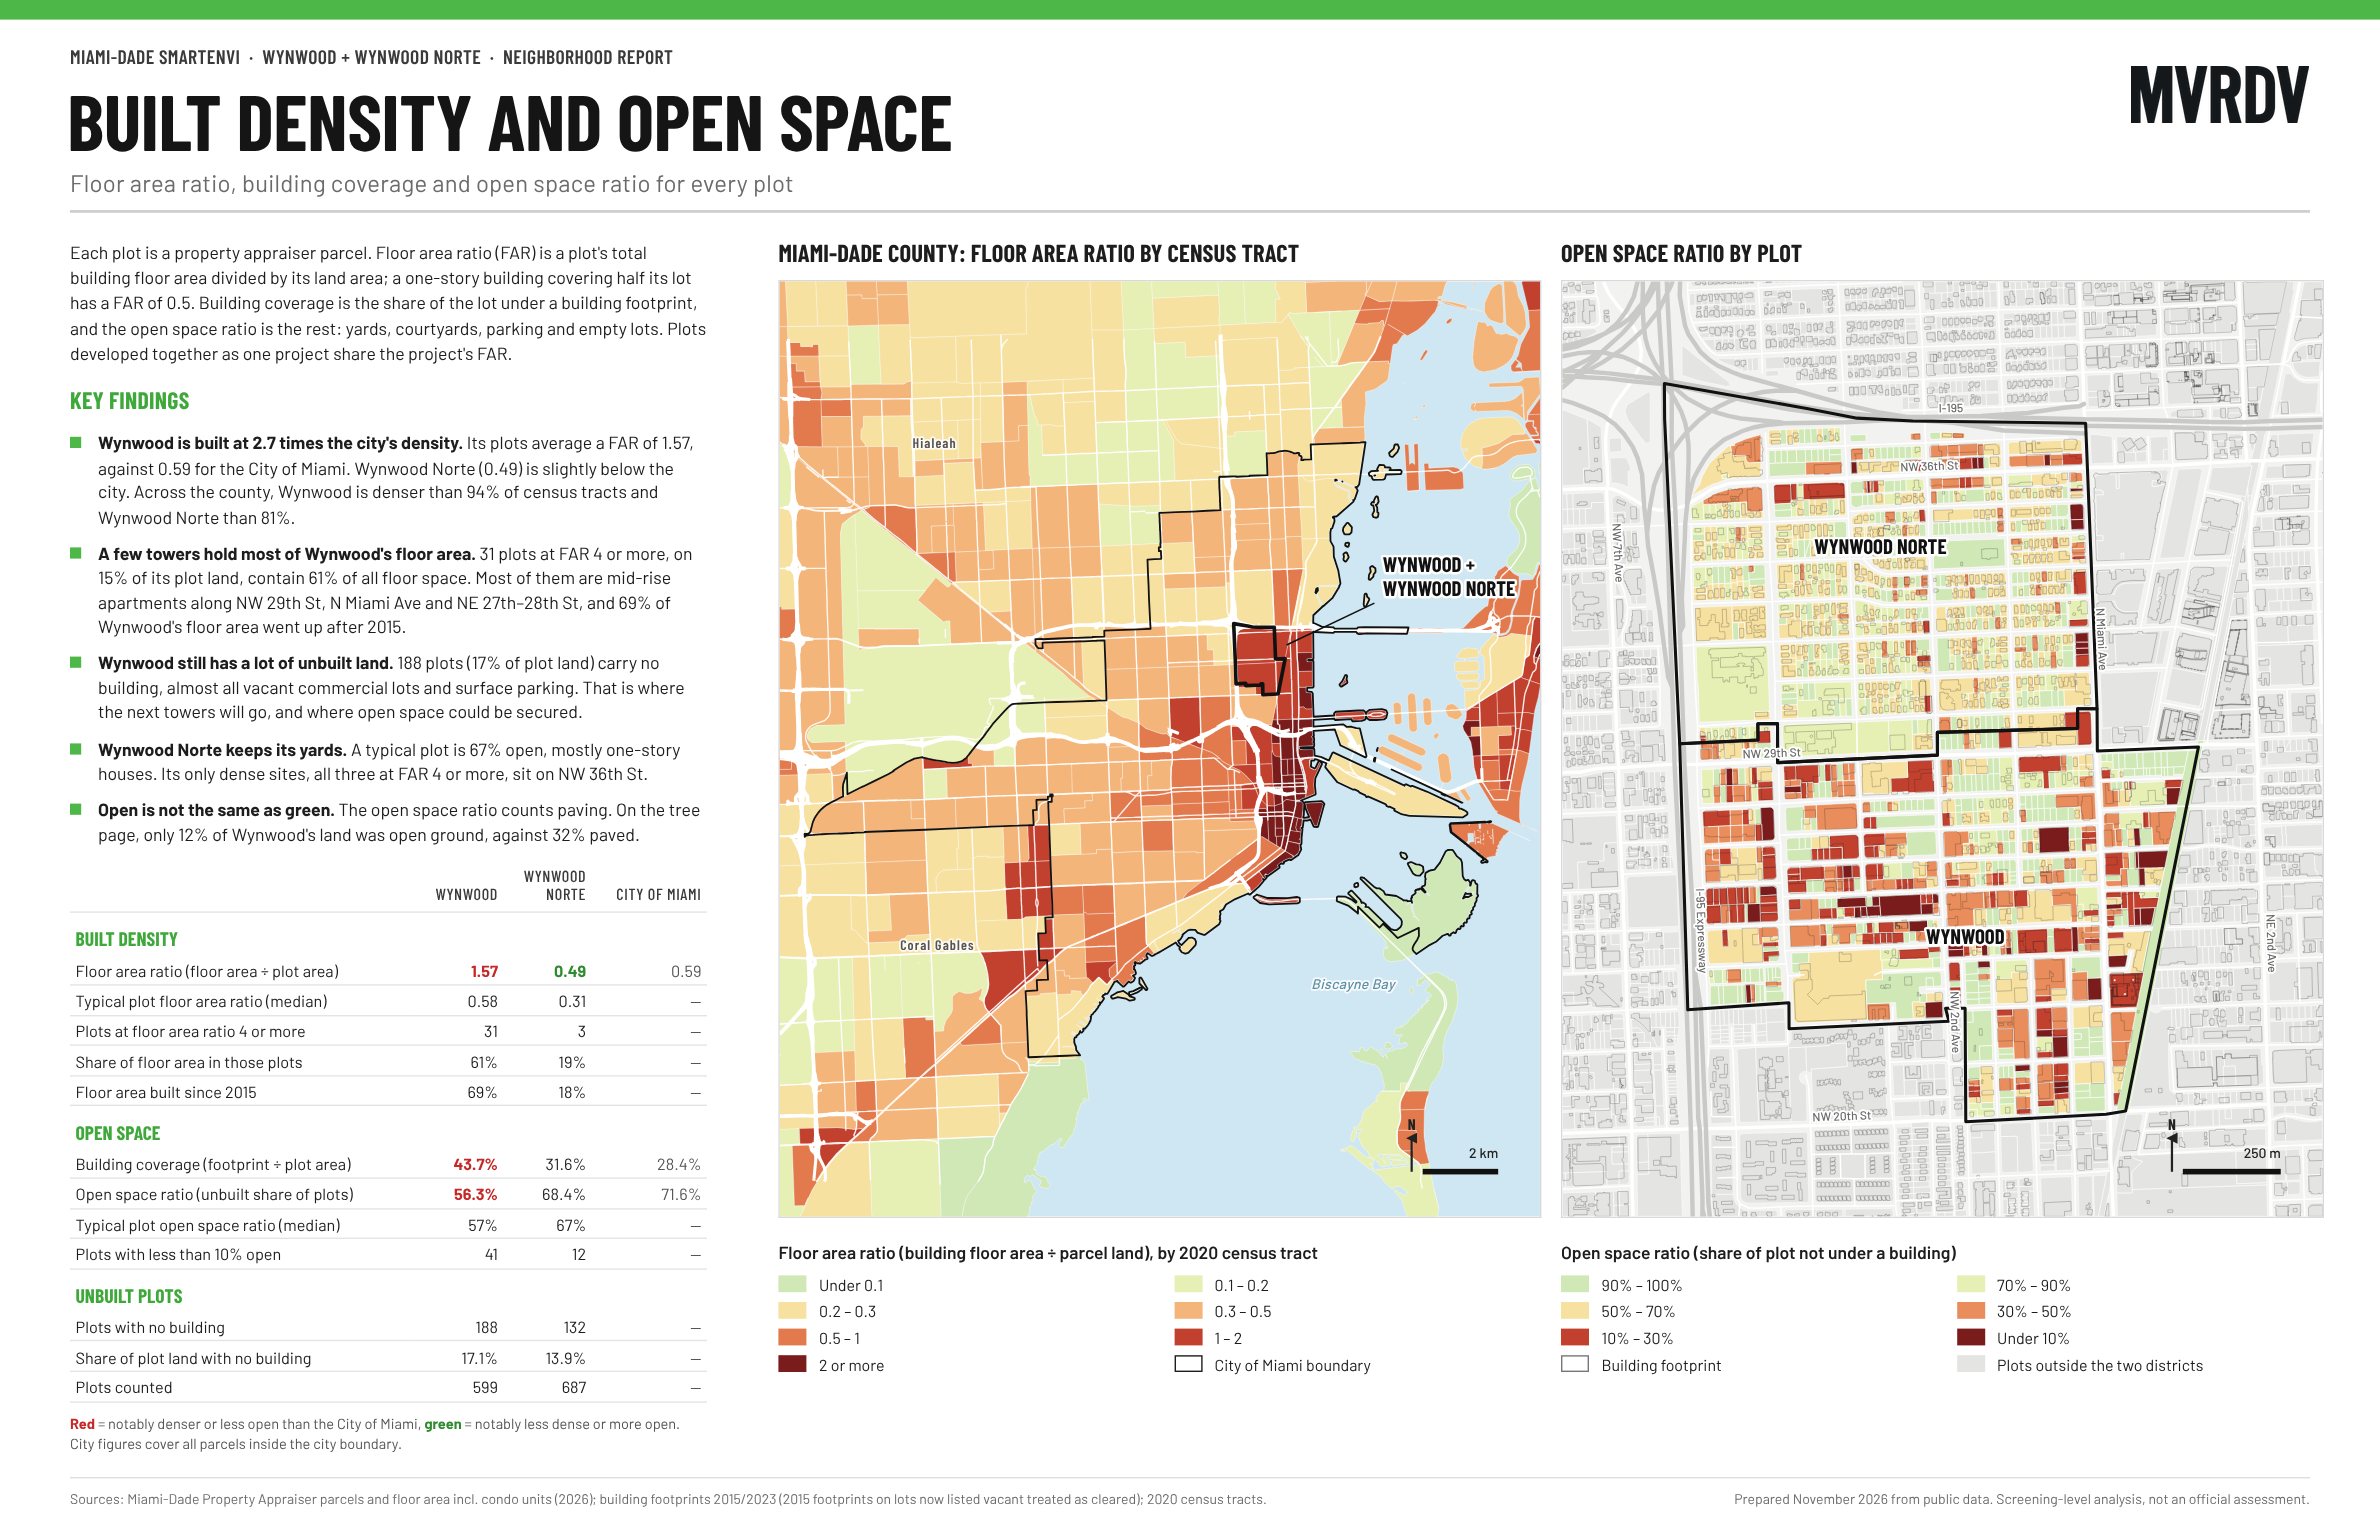 MIAMI-DADE SMARTENVI · WYNWOOD + WYNWOOD NORTE · NEIGHBORHOOD REPORT
MVRDV
BUILT DENSITY AND OPEN SPACE
Floor area ratio, building coverage and open space ratio for every plot
Each plot is a property appraiser parcel. Floor area ratio (FAR) is a plot's total
building floor area divided by its land area; a one-story building covering half its lot
has a FAR of 0.5. Building coverage is the share of the lot under a building footprint,
and the open space ratio is the rest: yards, courtyards, parking and empty lots. Plots
developed together as one project share the project's FAR.
KEY FINDINGS
Wynwood is built at 2.7 times the city's density. Its plots average a FAR of 1.57,
against 0.59 for the City of Miami. Wynwood Norte (0.49) is slightly below the
city. Across the county, Wynwood is denser than 94% of census tracts and
Wynwood Norte than 81%.
A few towers hold most of Wynwood's floor area. 31 plots at FAR 4 or more, on
15% of its plot land, contain 61% of all floor space. Most of them are mid-rise
apartments along NW 29th St, N Miami Ave and NE 27th–28th St, and 69% of
Wynwood's floor area went up after 2015.
Wynwood still has a lot of unbuilt land. 188 plots (17% of plot land) carry no
building, almost all vacant commercial lots and surface parking. That is where
the next towers will go, and where open space could be secured.
Wynwood Norte keeps its yards. A typical plot is 67% open, mostly one-story
houses. Its only dense sites, all three at FAR 4 or more, sit on NW 36th St.
Open is not the same as green. The open space ratio counts paving. On the tree
page, only 12% of Wynwood's land was open ground, against 32% paved.
WYNWOOD WYNWOOD NORTE CITY OF MIAMI
BUILT DENSITY
Floor area ratio (floor area ÷ plot area) 1.57 0.49 0.59
Typical plot floor area ratio (median) 0.58 0.31 –
Plots at floor area ratio 4 or more 31 3 –
Share of floor area in those plots 61% 19% –
Floor area built since 2015 69% 18% –
OPEN SPACE
Building coverage (footprint ÷ plot area) 43.7% 31.6% 28.4%
Open space ratio (unbuilt share of plots) 56.3% 68.4% 71.6%
Typical plot open space ratio (median) 57% 67% –
Plots with less than 10% open 41 12 –
UNBUILT PLOTS
Plots with no building 188 132 –
Share of plot land with no building 17.1% 13.9% –
Plots counted 599 687 –
Red = notably denser or less open than the City of Miami, green = notably less dense or more open.
City figures cover all parcels inside the city boundary.
MIAMI-DADE COUNTY: FLOOR AREA RATIO BY CENSUS TRACT
Hialeah
WYNWOOD +
WYNWOOD NORTE
Coral Gables
Biscayne Bay
N
2 km
Floor area ratio (building floor area ÷ parcel land), by 2020 census tract
Under 0.1
0.1 – 0.2
0.2 – 0.3
0.3 – 0.5
0.5 – 1
1 – 2
2 or more
City of Miami boundary
OPEN SPACE RATIO BY PLOT
I-195
NW 36th St
NW 7th Ave
WYNWOOD NORTE
N Miami Ave
NW 29th St
I-95 Expressway
WYNWOOD
NE 2nd Ave
NW 2nd Ave
NW 20th St
N
250 m
Open space ratio (share of plot not under a building)
90% – 100%
70% – 90%
50% – 70%
30% – 50%
10% – 30%
Under 10%
Building footprint
Plots outside the two districts
Sources: Miami-Dade Property Appraiser parcels and floor area incl. condo units (2026); building footprints 2015/2023 (2015 footprints on lots now listed vacant treated as cleared); 2020 census tracts.
Prepared November 2026 from public data. Screening-level analysis, not an official assessment.